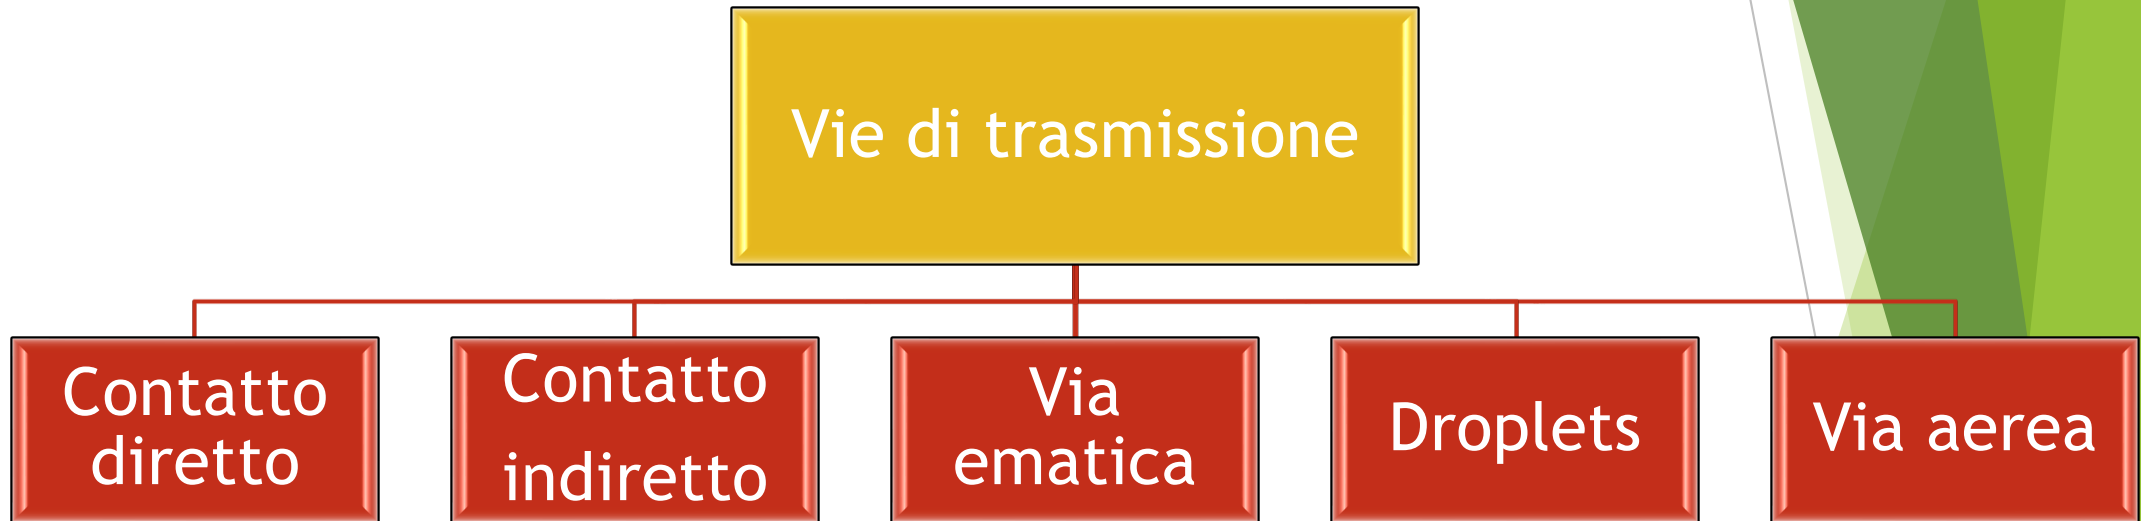 Vie di trasmissione
Contatto
diretto
Contatto
indiretto
Via
ematica
Droplets
Via aerea